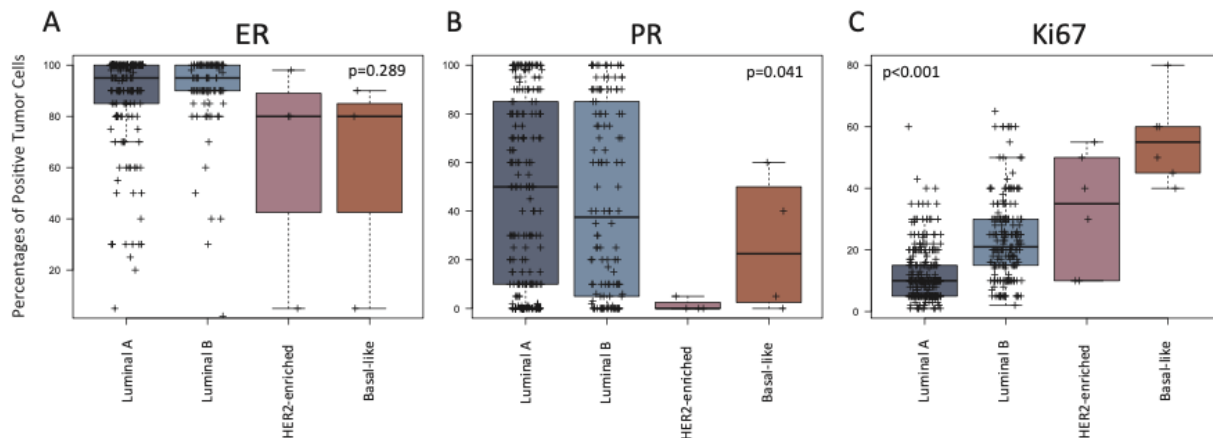 A
ER
Percentages of Positive Tumor Cells
100
80
60
40
20
p=0.289
Luminal A
Luminal B
HER2-enriched
Basal-like
B
PR
100
80
60
40
20
0
p=0.041
Luminal A
Luminal B
HER2-enriched
Basal-like
C
Ki67
80
60
40
20
0
p<0.001
Luminal A
Luminal B
HER2-enriched
Basal-like